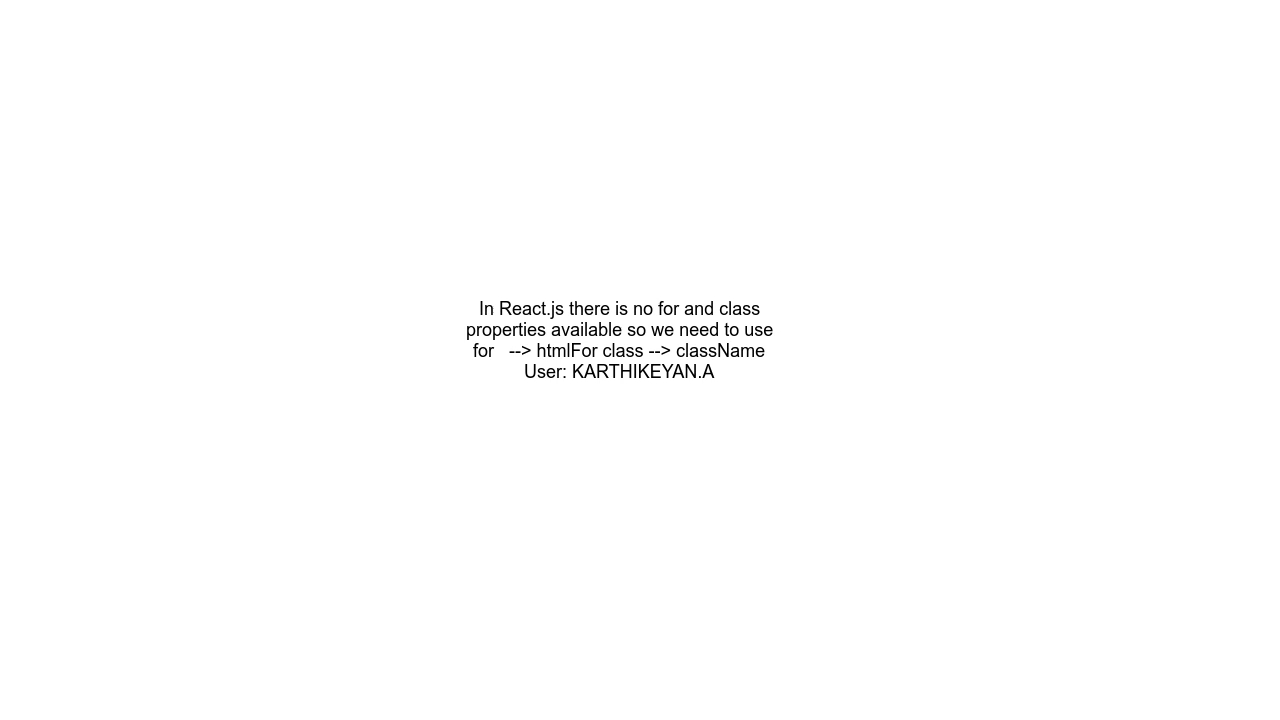 In React.js there is no for and class
properties available so we need to use
for   --> htmlFor class --> className
User: KARTHIKEYAN.A